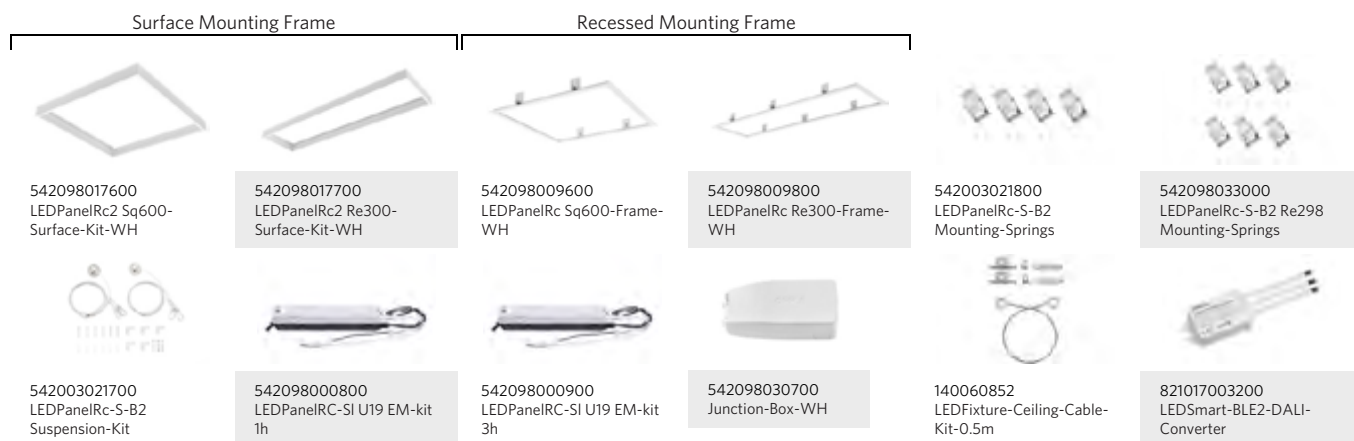 Surface Mounting Frame
Recessed Mounting Frame
542098017600
LEDPanelRc2 Sq600-
Surface-Kit-WH
542098017700
LEDPanelRc2 Re300-
Surface-Kit-WH
542098009600
LEDPanelRc Sq600-Frame-
WH
542098009800
LEDPanelRc Re300-Frame-
WH
542003021800
LEDPanelRc-S-B2
Mounting-Springs
542098033000
LEDPanelRc-S-B2 Re298
Mounting-Springs
542003021700
LEDPanelRc-S-B2
Suspension-Kit
542098000800
LEDPanelRC-Sl U19 EM-kit
1h
542098000900
LEDPanelRC-Sl U19 EM-kit
3h
542098030700
Junction-Box-WH
140060852
LEDFixture-Ceiling-Cable-
Kit-0.5m
821017003200
LEDSmart-BLE2-DALI-
Converter